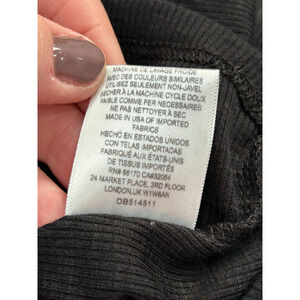 MACHINE DE LAVAGE FROIDE
AVEC DES COULEURS SIMILAIRES
UTILISEZ SEULEMENT NON-JAVEL
SÉCHER À LA MACHINE CYCLE DOUX
FAIBLE COMME FER NECESSAIRES
NE PAS NETTOYER À SEC
MADE IN USA OF IMPORTED
FABRICS
HECHO EN ESTADOS UNIDOS
CON TELAS IMPORTADAS
FABRIQUÉ AUX ÉTATS-UNIS
DE TISSUS IMPORTÉS
RN# 66170 CA#32084
24 MARKET PLACE, 3RD FLOOR
LONDON,UK W1W8AN
OB514511